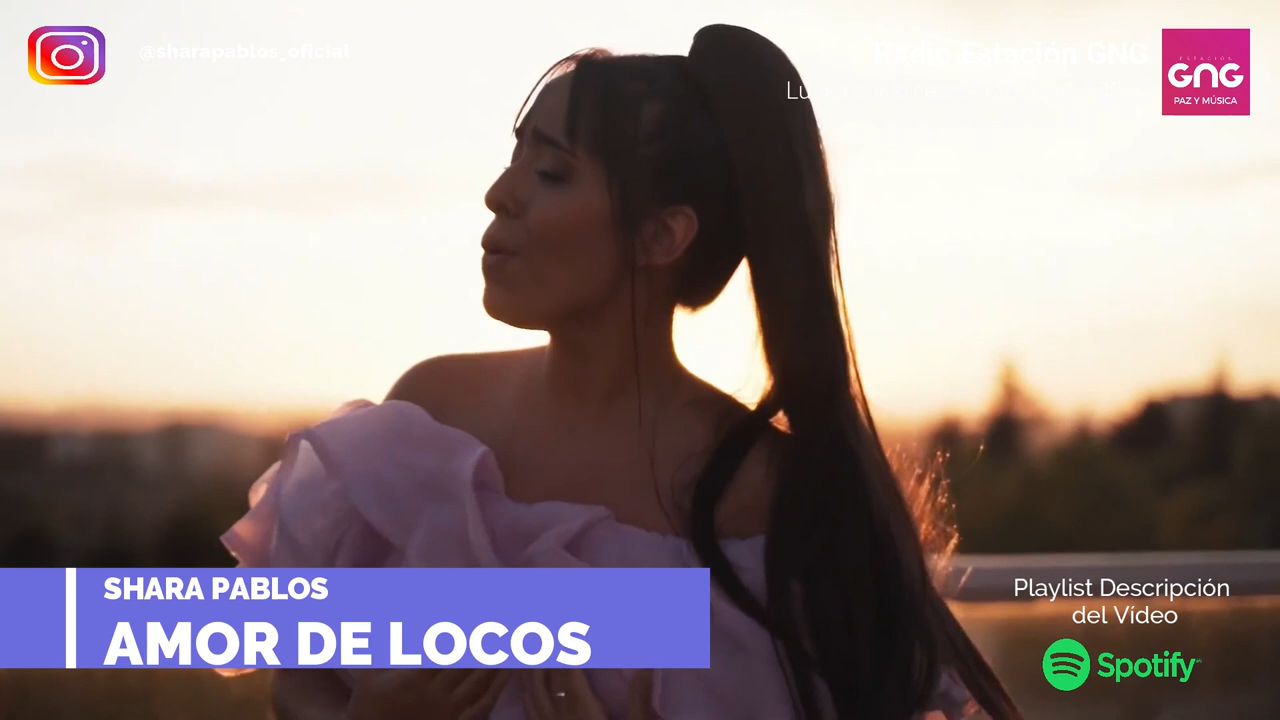 @sharapablos_oficial
Radio Estación GNG
ESTACIÓN
GNG
PAZ Y MÚSICA
SHARA PABLOS
AMOR DE LOCOS
Playlist Descripción
del Vídeo
Spotify